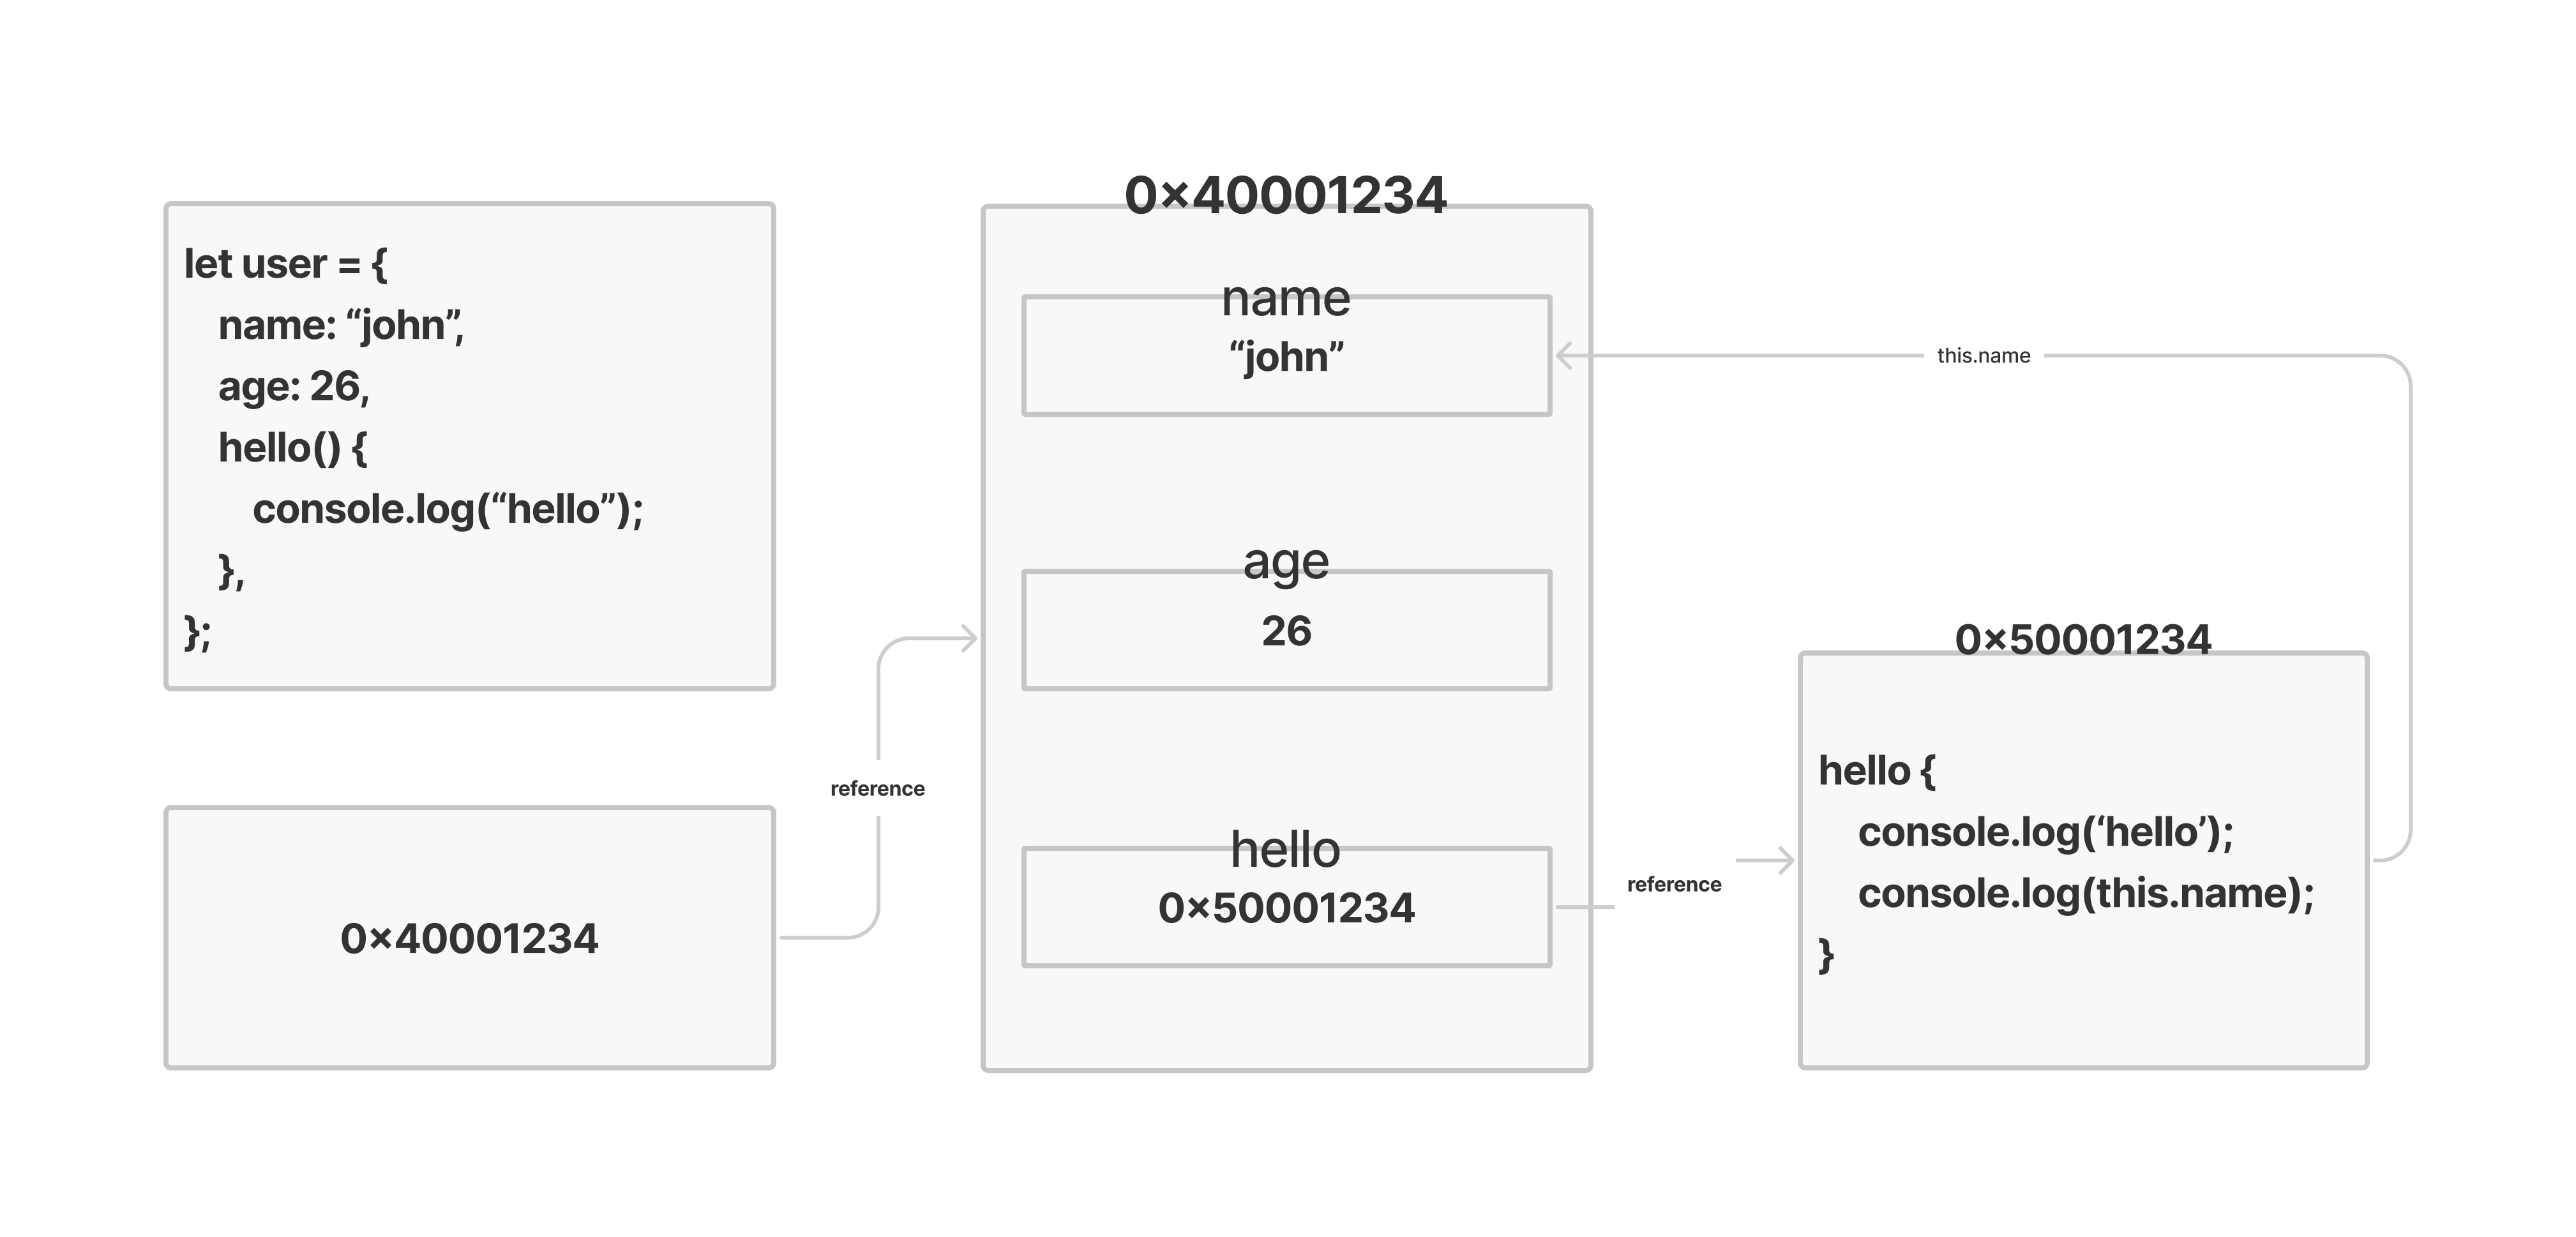 let user = {
name: “john”,
age: 26,
hello() {
console.log(“hello”);
},
};
0×40001234
reference
0×40001234
name
“john”
age
26
hello
0×50001234
reference
this.name
0×50001234
hello {
console.log(‘hello’);
console.log(this.name);
}